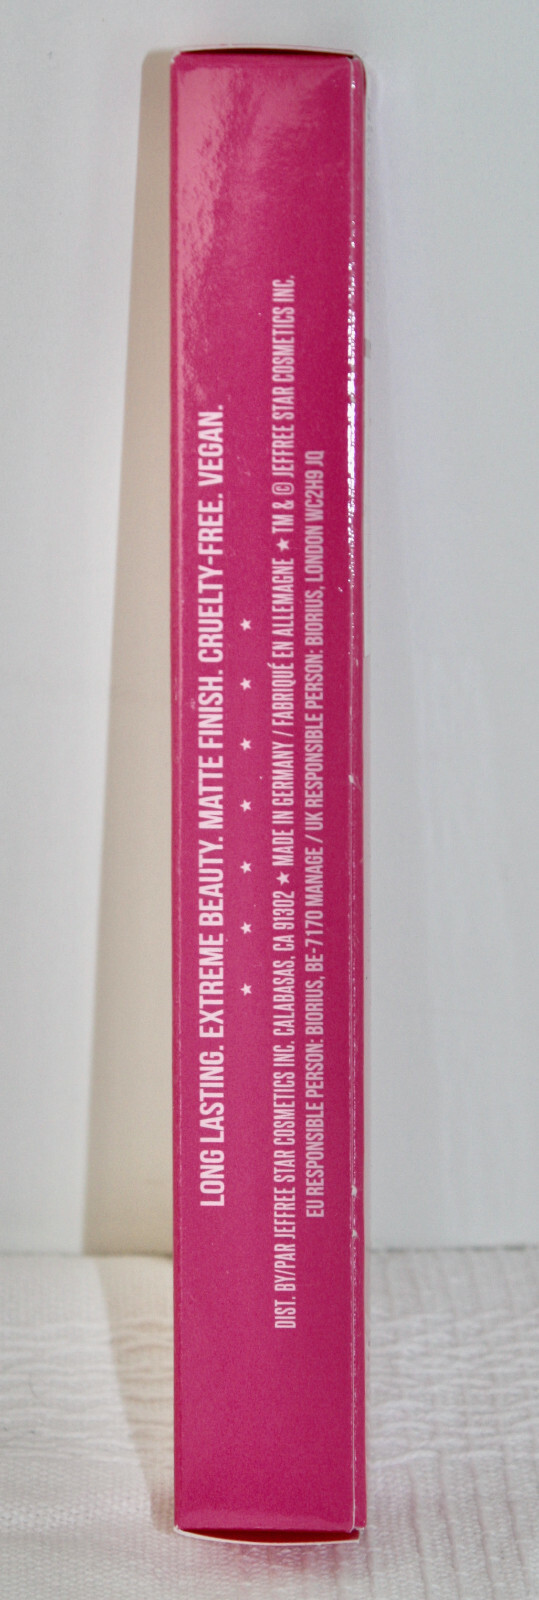 LONG LASTING. EXTREME BEAUTY. MATTE FINISH. CRUELTY-FREE. VEGAN.
★ ★ ★ ★ ★ ★ ★
DIST. BY/PAR JEFFREE STAR COSMETICS INC. CALABASAS, CA 91302 ★ MADE IN GERMANY / FABRIQUÉ EN ALLEMAGNE ★ TM & © JEFFREE STAR COSMETICS INC.
EU RESPONSIBLE PERSON: BIORIUS, BE-7170 MANAGE / UK RESPONSIBLE PERSON: BIORIUS, LONDON WC2H9 JQ